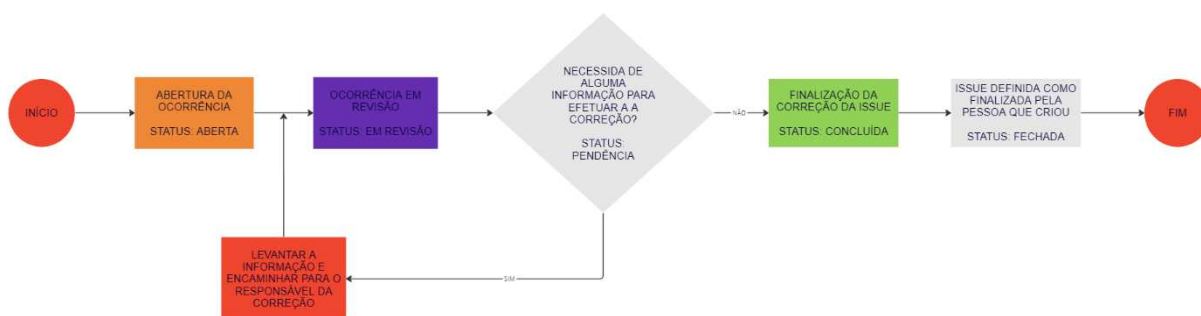 INÍCIO
ABERTURA DA
OCORRÊNCIA
STATUS: ABERTA
OCORRÊNCIA EM
REVISÃO
STATUS: EM REVISÃO
NECESSIDA DE
ALGUMA
INFORMAÇÃO PARA
EFETUAR A A
CORREÇÃO?
STATUS:
PENDÊNCIA
NÃO
FINALIZAÇÃO DA
CORREÇÃO DA ISSUE
STATUS: CONCLUÍDA
ISSUE DEFINIDA COMO
FINALIZADA PELA
PESSOA QUE CRIOU
STATUS: FECHADA
FIM
LEVANTAR A
INFORMAÇÃO E
ENCAMINHAR PARA O
RESPONSÁVEL DA
CORREÇÃO
SIM